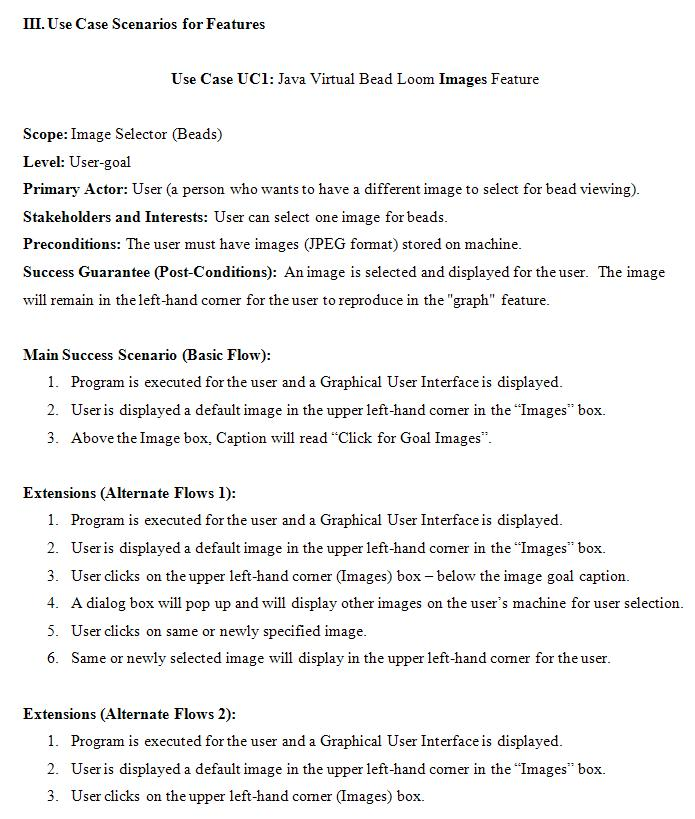 III. Use Case Scenarios for Features
Use Case UC1: Java Virtual Bead Loom Images Feature
Scope: Image Selector (Beads)
Level: User-goal
Primary Actor: User (a person who wants to have a different image to select for bead viewing).
Stakeholders and Interests: User can select one image for beads.
Preconditions: The user must have images (JPEG format) stored on machine.
Success Guarantee (Post-Conditions): An image is selected and displayed for the user. The image
will remain in the left-hand corner for the user to reproduce in the "graph" feature.
Main Success Scenario (Basic Flow):
1. Program is executed for the user and a Graphical User Interface is displayed.
2. User is displayed a default image in the upper left-hand corner in the “Images” box.
3. Above the Image box, Caption will read “Click for Goal Images”.
Extensions (Alternate Flows 1):
1. Program is executed for the user and a Graphical User Interface is displayed.
2. User is displayed a default image in the upper left-hand corner in the “Images” box.
3. User clicks on the upper left-hand corner (Images) box – below the image goal caption.
4. A dialog box will pop up and will display other images on the user’s machine for user selection.
5. User clicks on same or newly specified image.
6. Same or newly selected image will display in the upper left-hand corner for the user.
Extensions (Alternate Flows 2):
1. Program is executed for the user and a Graphical User Interface is displayed.
2. User is displayed a default image in the upper left-hand corner in the “Images” box.
3. User clicks on the upper left-hand corner (Images) box.